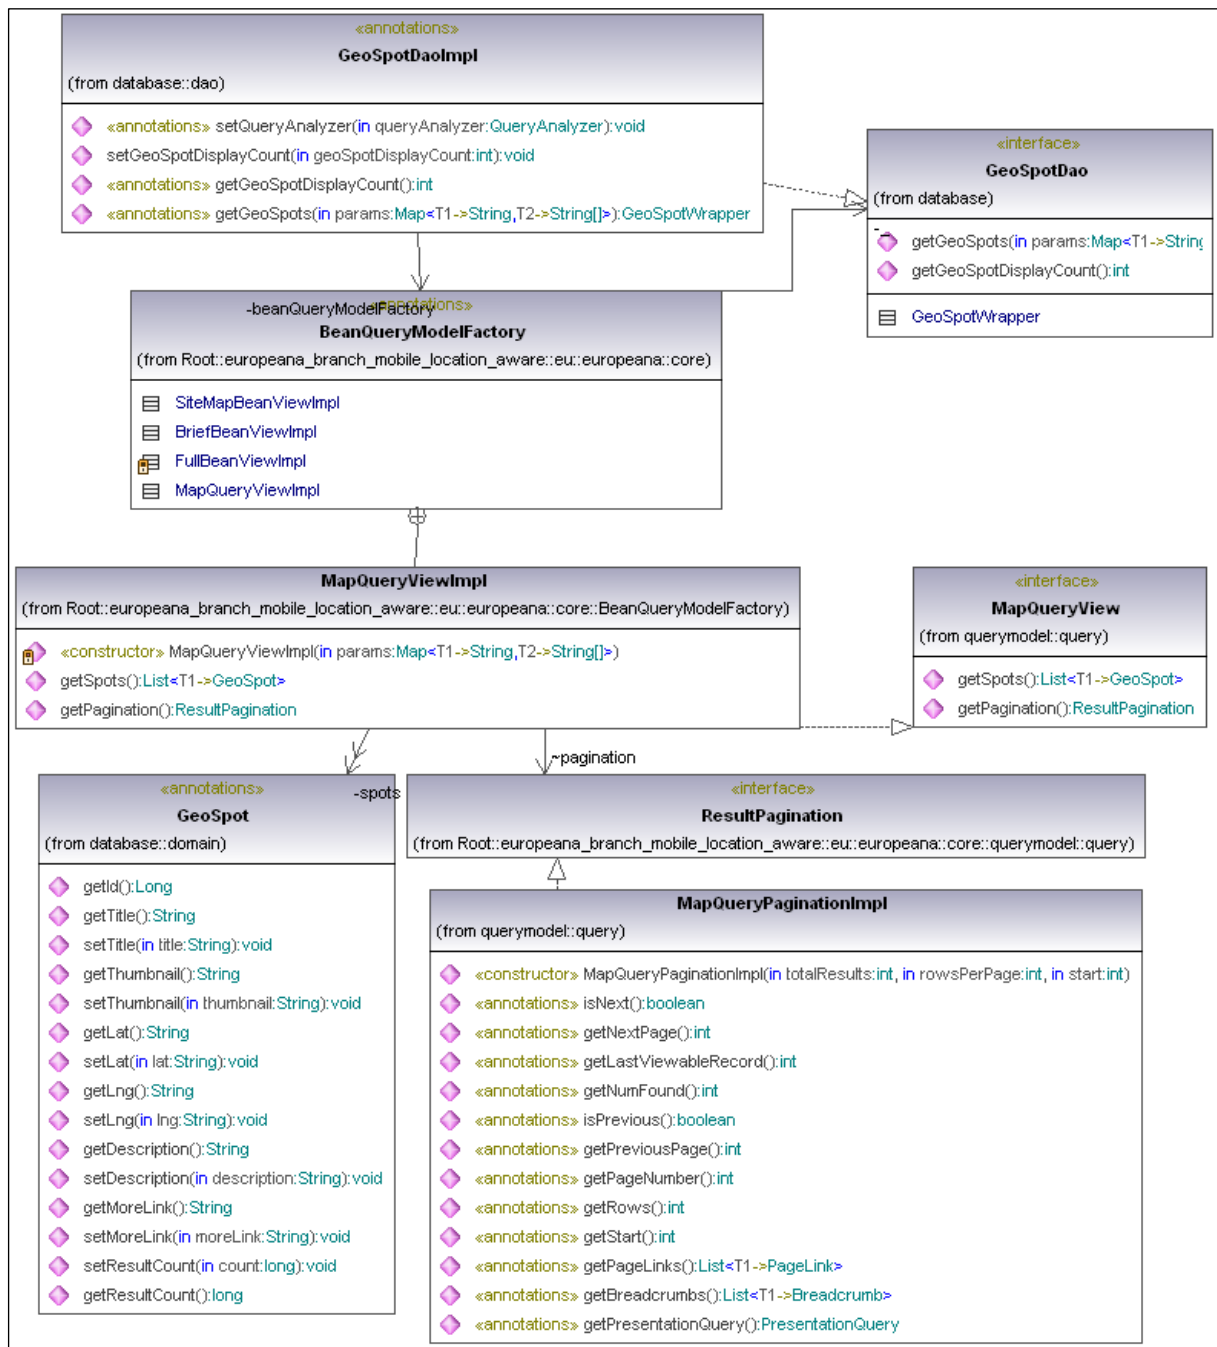 «annotations»
GeoSpotDaoImpl
(from database::dao)
«annotations» setQueryAnalyzer(in queryAnalyzer:QueryAnalyzer):void
setGeoSpotDisplayCount(in geoSpotDisplayCount:int):void
«annotations» getGeoSpotDisplayCount():int
«annotations» getGeoSpots(in params:Map<T1->String,T2->String[]>):GeoSpotWrapper
«interface»
GeoSpotDao
(from database)
getGeoSpots(in params:Map<T1->String
getGeoSpotDisplayCount():int
GeoSpotWrapper
«annotations»
-beanQueryModelFactory
BeanQueryModelFactory
(from Root::europeana_branch_mobile_location_aware::eu::europeana::core)
SiteMapBeanViewImpl
BriefBeanViewImpl
FullBeanViewImpl
MapQueryViewImpl
MapQueryViewImpl
(from Root::europeana_branch_mobile_location_aware::eu::europeana::core::BeanQueryModelFactory)
«constructor» MapQueryViewImpl(in params:Map<T1->String,T2->String[]>)
getSpots():List<T1->GeoSpot>
getPagination():ResultPagination
«interface»
MapQueryView
(from querymodel::query)
getSpots():List<T1->GeoSpot>
getPagination():ResultPagination
~pagination
-spots
«annotations»
GeoSpot
(from database::domain)
getId():Long
getTitle():String
setTitle(in title:String):void
getThumbnail():String
setThumbnail(in thumbnail:String):void
getLat():String
setLat(in lat:String):void
getLng():String
setLng(in lng:String):void
getDescription():String
setDescription(in description:String):void
getMoreLink():String
setMoreLink(in moreLink:String):void
setResultCount(in count:long):void
getResultCount():long
«interface»
ResultPagination
(from Root::europeana_branch_mobile_location_aware::eu::europeana::core::querymodel::query)
MapQueryPaginationImpl
(from querymodel::query)
«constructor» MapQueryPaginationImpl(in totalResults:int, in rowsPerPage:int, in start:int)
«annotations» isNext():boolean
«annotations» getNextPage():int
«annotations» getLastViewableRecord():int
«annotations» getNumFound():int
«annotations» isPrevious():boolean
«annotations» getPreviousPage():int
«annotations» getPageNumber():int
«annotations» getRows():int
«annotations» getStart():int
«annotations» getPageLinks():List<T1->PageLink>
«annotations» getBreadcrumbs():List<T1->Breadcrumb>
«annotations» getPresentationQuery():PresentationQuery